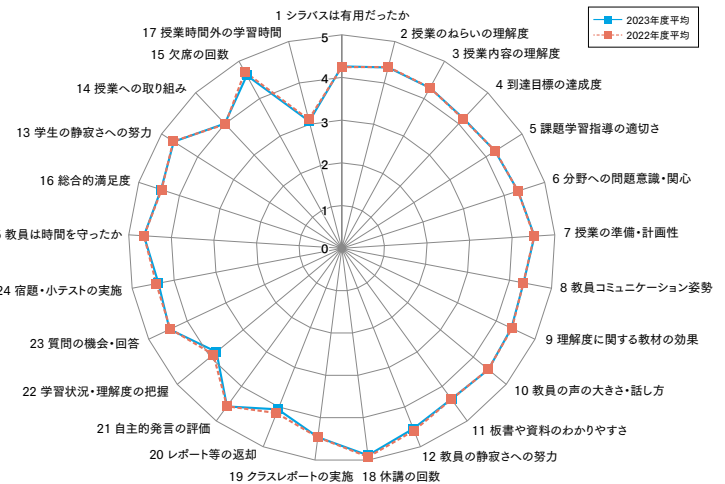 1 シラバスは有用だったか
2 授業のねらいの理解度
3 授業内容の理解度
4 到達目標の達成度
5 課題学習指導の適切さ
6 分野への問題意識・関心
7 授業の準備・計画性
8 教員コミュニケーション姿勢
9 理解度に関する教材の効果
10 教員の声の大きさ・話し方
11 板書や資料のわかりやすさ
12 教員の静寂さへの努力
18 休講の回数
19 クラスレポートの実施
20 レポート等の返却
21 自主的発言の評価
22 学習状況・理解度の把握
23 質問の機会・回答
24 宿題・小テストの実施
教員は時間を守ったか
16 総合的満足度
13 学生の静寂さへの努力
14 授業への取り組み
15 欠席の回数
17 授業時間外の学習時間
5
4
3
2
1
0
2023年度平均
2022年度平均